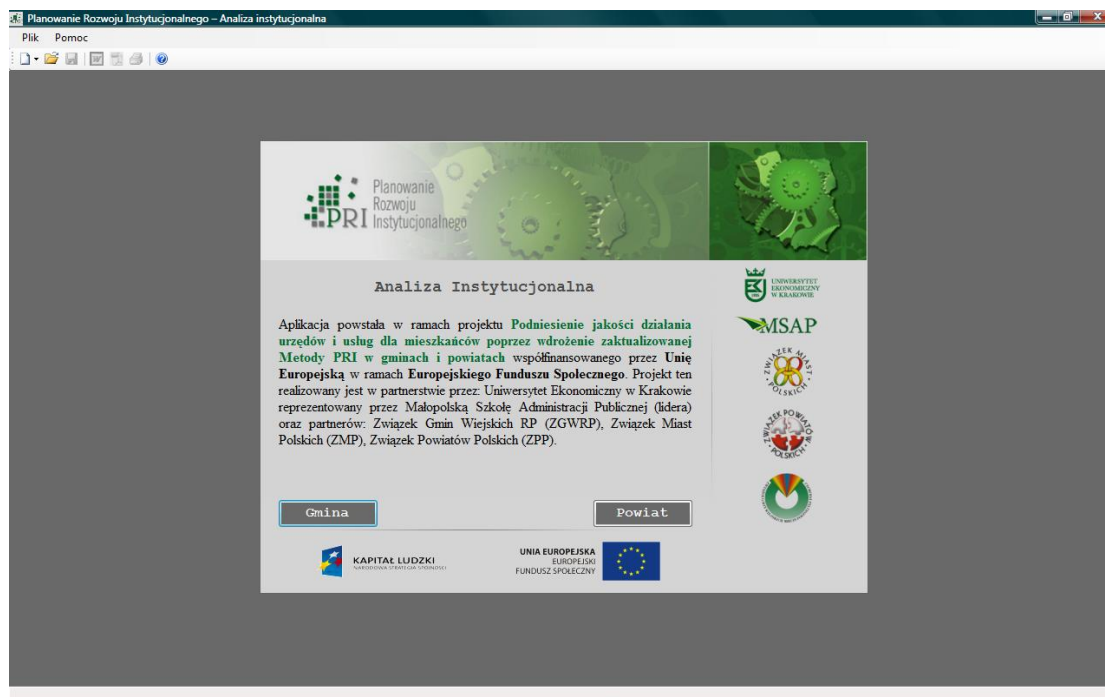 Planowanie Rozwoju Instytucjonalnego – Analiza instytucjonalna
Plik Pomoc
PRI
Planowanie
Rozwoju
Instytucjonalnego
Analiza Instytucjonalna
Aplikacja powstała w ramach projektu Podniesienie jakości działania
urzędów i usług dla mieszkańców poprzez wdrożenie zaktualizowanej
Metody PRI w gminach i powiatach współfinansowanego przez Unię
Europejską w ramach Europejskiego Funduszu Społecznego. Projekt ten
realizowany jest w partnerstwie przez: Uniwersytet Ekonomiczny w Krakowie
reprezentowany przez Małopolską Szkołę Administracji Publicznej (lidera)
oraz partnerów: Związek Gmin Wiejskich RP (ZGWRP), Związek Miast
Polskich (ZMP), Związek Powiatów Polskich (ZPP).
Gmina
Powiat
UNIWERSYTET
EKONOMICZNY
W KRAKOWIE
MSAP
ZWIĄZEK MIAST POLSKICH
ZWIĄZEK POWIATÓW POLSKICH
KAPITAŁ LUDZKI
NARODOWA STRATEGIA SPÓJNOŚCI
UNIA EUROPEJSKA
EUROPEJSKI
FUNDUSZ SPOŁECZNY